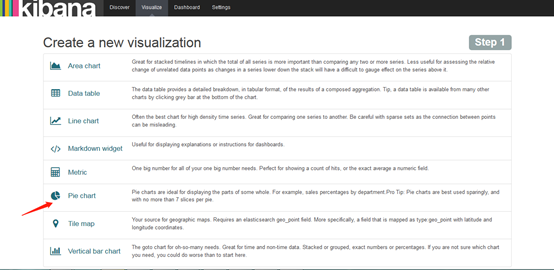 kibana Discover Visualize Dashboard Settings
Create a new visualization Step 1
Area chart Great for stacked timelines in which the total of all series is more important than comparing any two or more series. Less useful for assessing the relative
change of unrelated data points as changes in a series lower down the stack will have a difficult to gauge effect on the series above it.
Data table The data table provides a detailed breakdown, in tabular format, of the results of a composed aggregation. Tip, a data table is available from many other
charts by clicking grey bar at the bottom of the chart.
Line chart Often the best chart for high density time series. Great for comparing one series to another. Be careful with sparse sets as the connection between points
can be misleading.
Markdown widget Useful for displaying explanations or instructions for dashboards.
Metric One big number for all of your one big number needs. Perfect for showing a count of hits, or the exact average a numeric field.
Pie chart Pie charts are ideal for displaying the parts of some whole. For example, sales percentages by department.Pro Tip: Pie charts are best used sparingly, and
with no more than 7 slices per pie.
Tile map Your source for geographic maps. Requires an elasticsearch geo_point field. More specifically, a field that is mapped as type geo_point with latitude and
longitude coordinates.
Vertical bar chart The goto chart for oh-so-many needs. Great for time and non-time data. Stacked or grouped, exact numbers or percentages. If you are not sure which chart
you need, you could do worse than to start here.